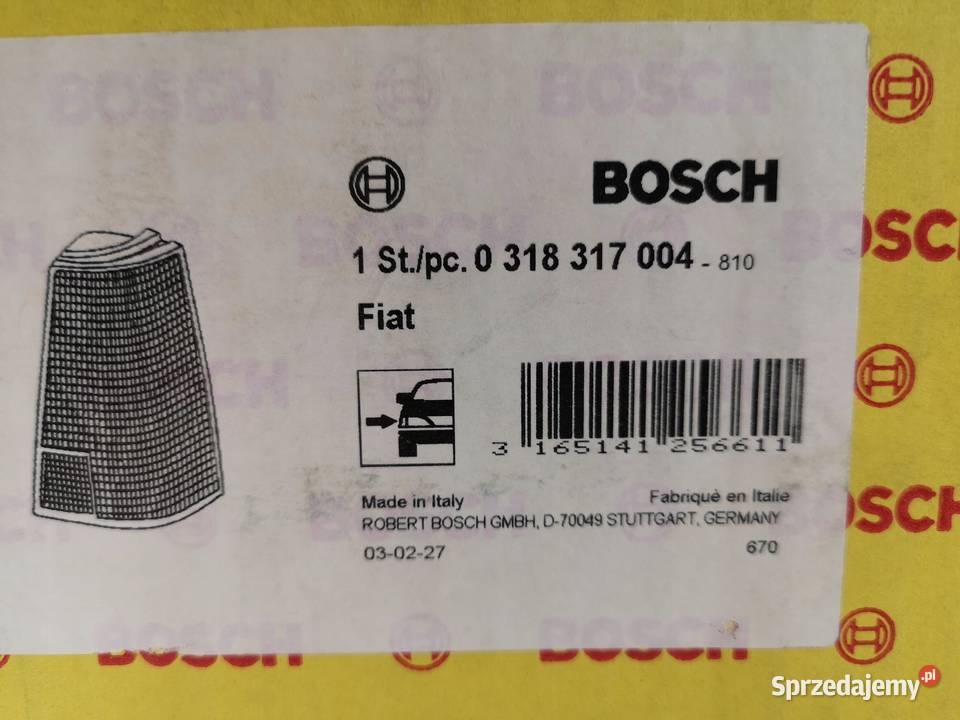 BOSCH BOSCH
BOSCH
1 St./pc. 0 318 317 004 - 810
BOSCH
Fiat
3 165141 256611
Made in Italy
Fabriquè en Italie
ROBERT BOSCH GMBH, D-70049 STUTTGART, GERMANY
03-02-27
670
BOSCH BOSCH
Sprzedajemy.pl